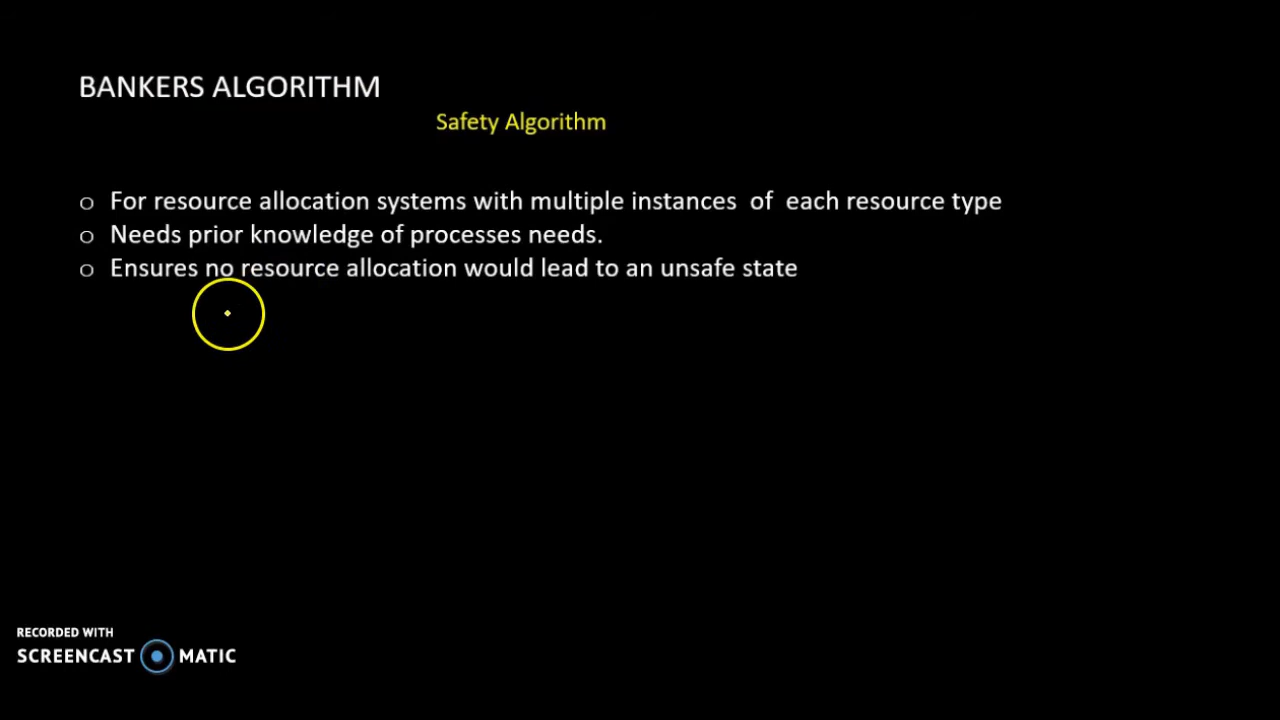 BANKERS ALGORITHM
Safety Algorithm
o For resource allocation systems with multiple instances of each resource type
o Needs prior knowledge of processes needs.
o Ensures no resource allocation would lead to an unsafe state
RECORDED WITH
SCREENCAST MATIC